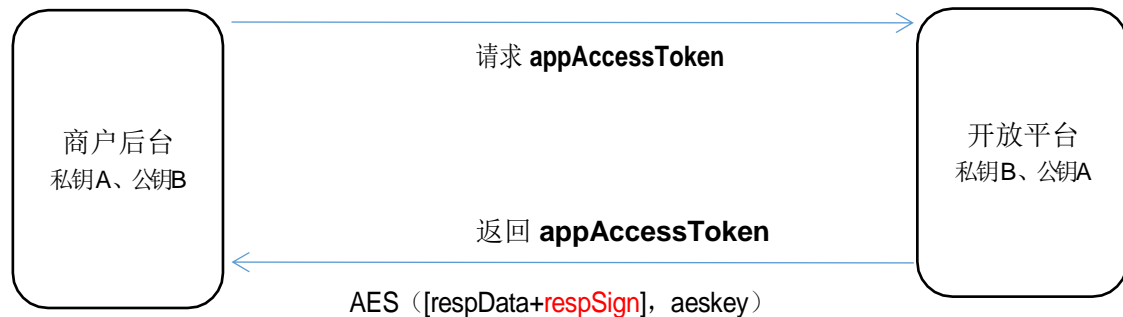 请求 appAccessToken
商户后台
私钥A、公钥B
开放平台
私钥B、公钥A
返回 appAccessToken
AES（[respData+respSign]，aeskey）